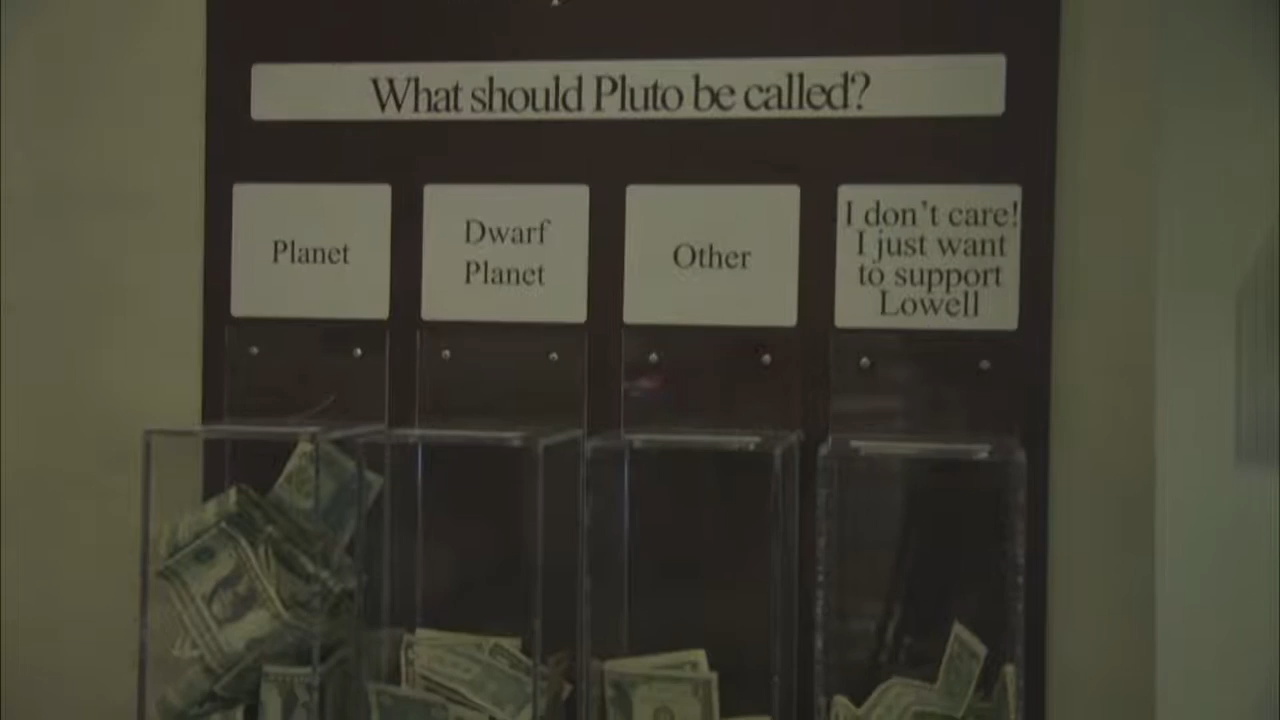 What should Pluto be called?
Planet
Dwarf
Planet
Other
I don't care!
I just want
to support
Lowell